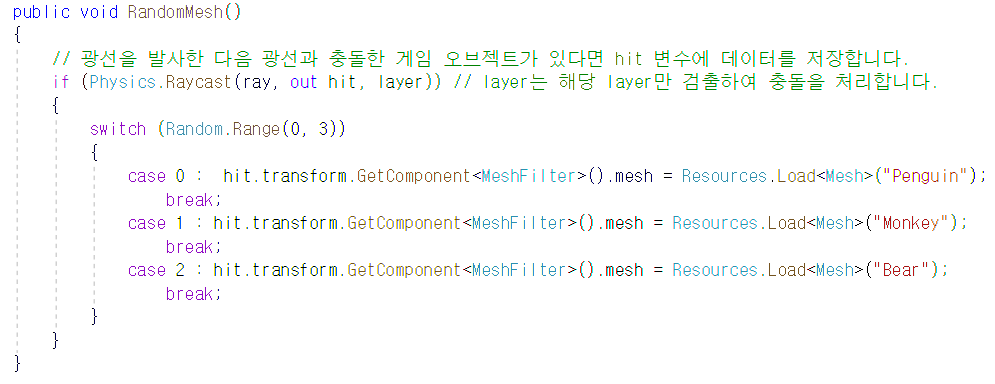 public void RandomMesh()
{
// 광선을 발사한 다음 광선과 충돌한 게임 오브젝트가 있다면 hit 변수에 데이터를 저장합니다.
if (Physics.Raycast(ray, out hit, layer)) // layer는 해당 layer만 검출하여 충돌을 처리합니다.
{
switch (Random.Range(0, 3))
{
case 0 :  hit.transform.GetComponent<MeshFilter>().mesh = Resources.Load<Mesh>("Penguin");
break;
case 1 : hit.transform.GetComponent<MeshFilter>().mesh = Resources.Load<Mesh>("Monkey");
break;
case 2 : hit.transform.GetComponent<MeshFilter>().mesh = Resources.Load<Mesh>("Bear");
break;
}
}
}